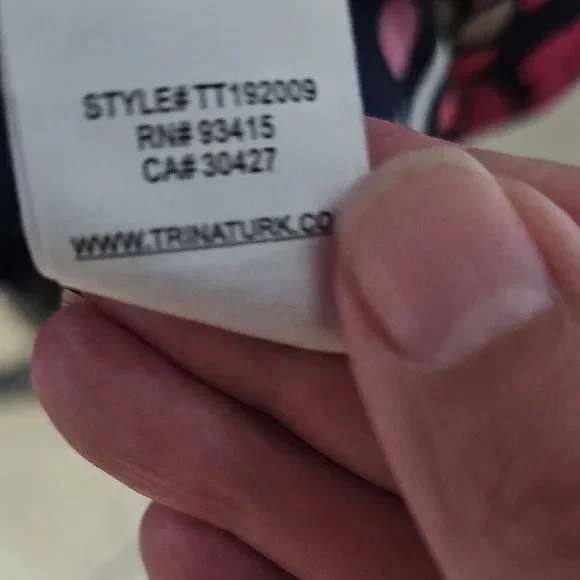 STYLE# TT192009
RN# 93415
CA# 30427
WWW.TRINATURK.CO